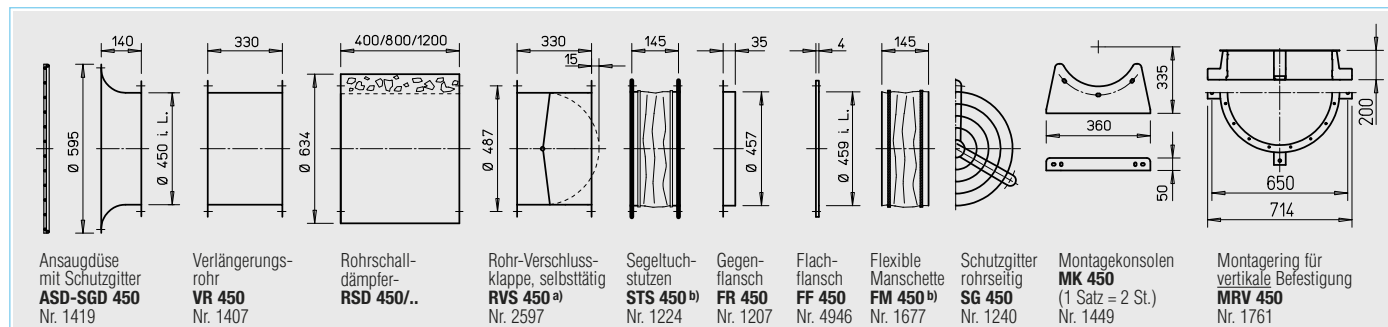 140
Ø 595
Ø 450 i. L.
Ansaugdüse
mit Schutzgitter
ASD-SGD 450
Nr. 1419
330
Verlängerungs-
rohr
VR 450
Nr. 1407
400/800/1200
Ø 634
Rohrschall-
dämpfer-
RSD 450/..
330
15
Ø 487
Rohr-Verschluss-
klappe, selbsttätig
RVS 450 a)
Nr. 2597
145
Segeltuch-
stutzen
STS 450 b)
Nr. 1224
35
Ø 457
Gegen-
flansch
FR 450
Nr. 1207
4
Ø 459 i. L.
Flach-
flansch
FF 450
Nr. 4946
145
Flexible
Manschette
FM 450 b)
Nr. 1677
Schutzgitter
rohrseitig
SG 450
Nr. 1240
335
360
50
Montagekonsolen
MK 450
(1 Satz = 2 St.)
Nr. 1449
200
650
714
Montagering für
vertikale Befestigung
MRV 450
Nr. 1761